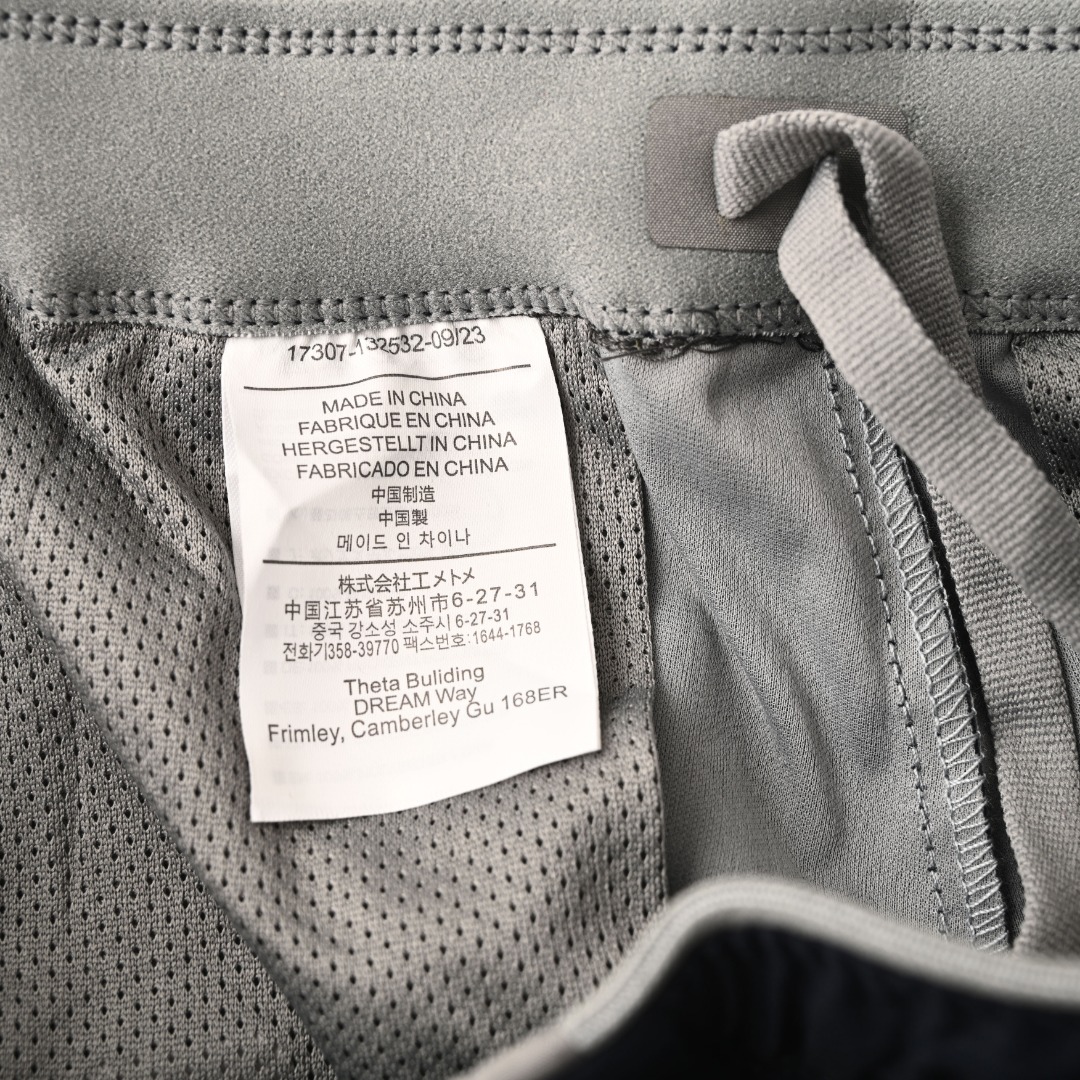 17307-132532-09/23
MADE IN CHINA
FABRIQUE EN CHINA
HERGESTELLT IN CHINA
FABRICADO EN CHINA
中国制造
中国製
메이드 인 차이나
株式会社エメトメ
中国江苏省苏州市6-27-31
중국 강소성 소주시 6-27-31
전화기358-39770 팩스번호:1644-1768
Theta Buliding
DREAM Way
Frimley, Camberley Gu 168ER